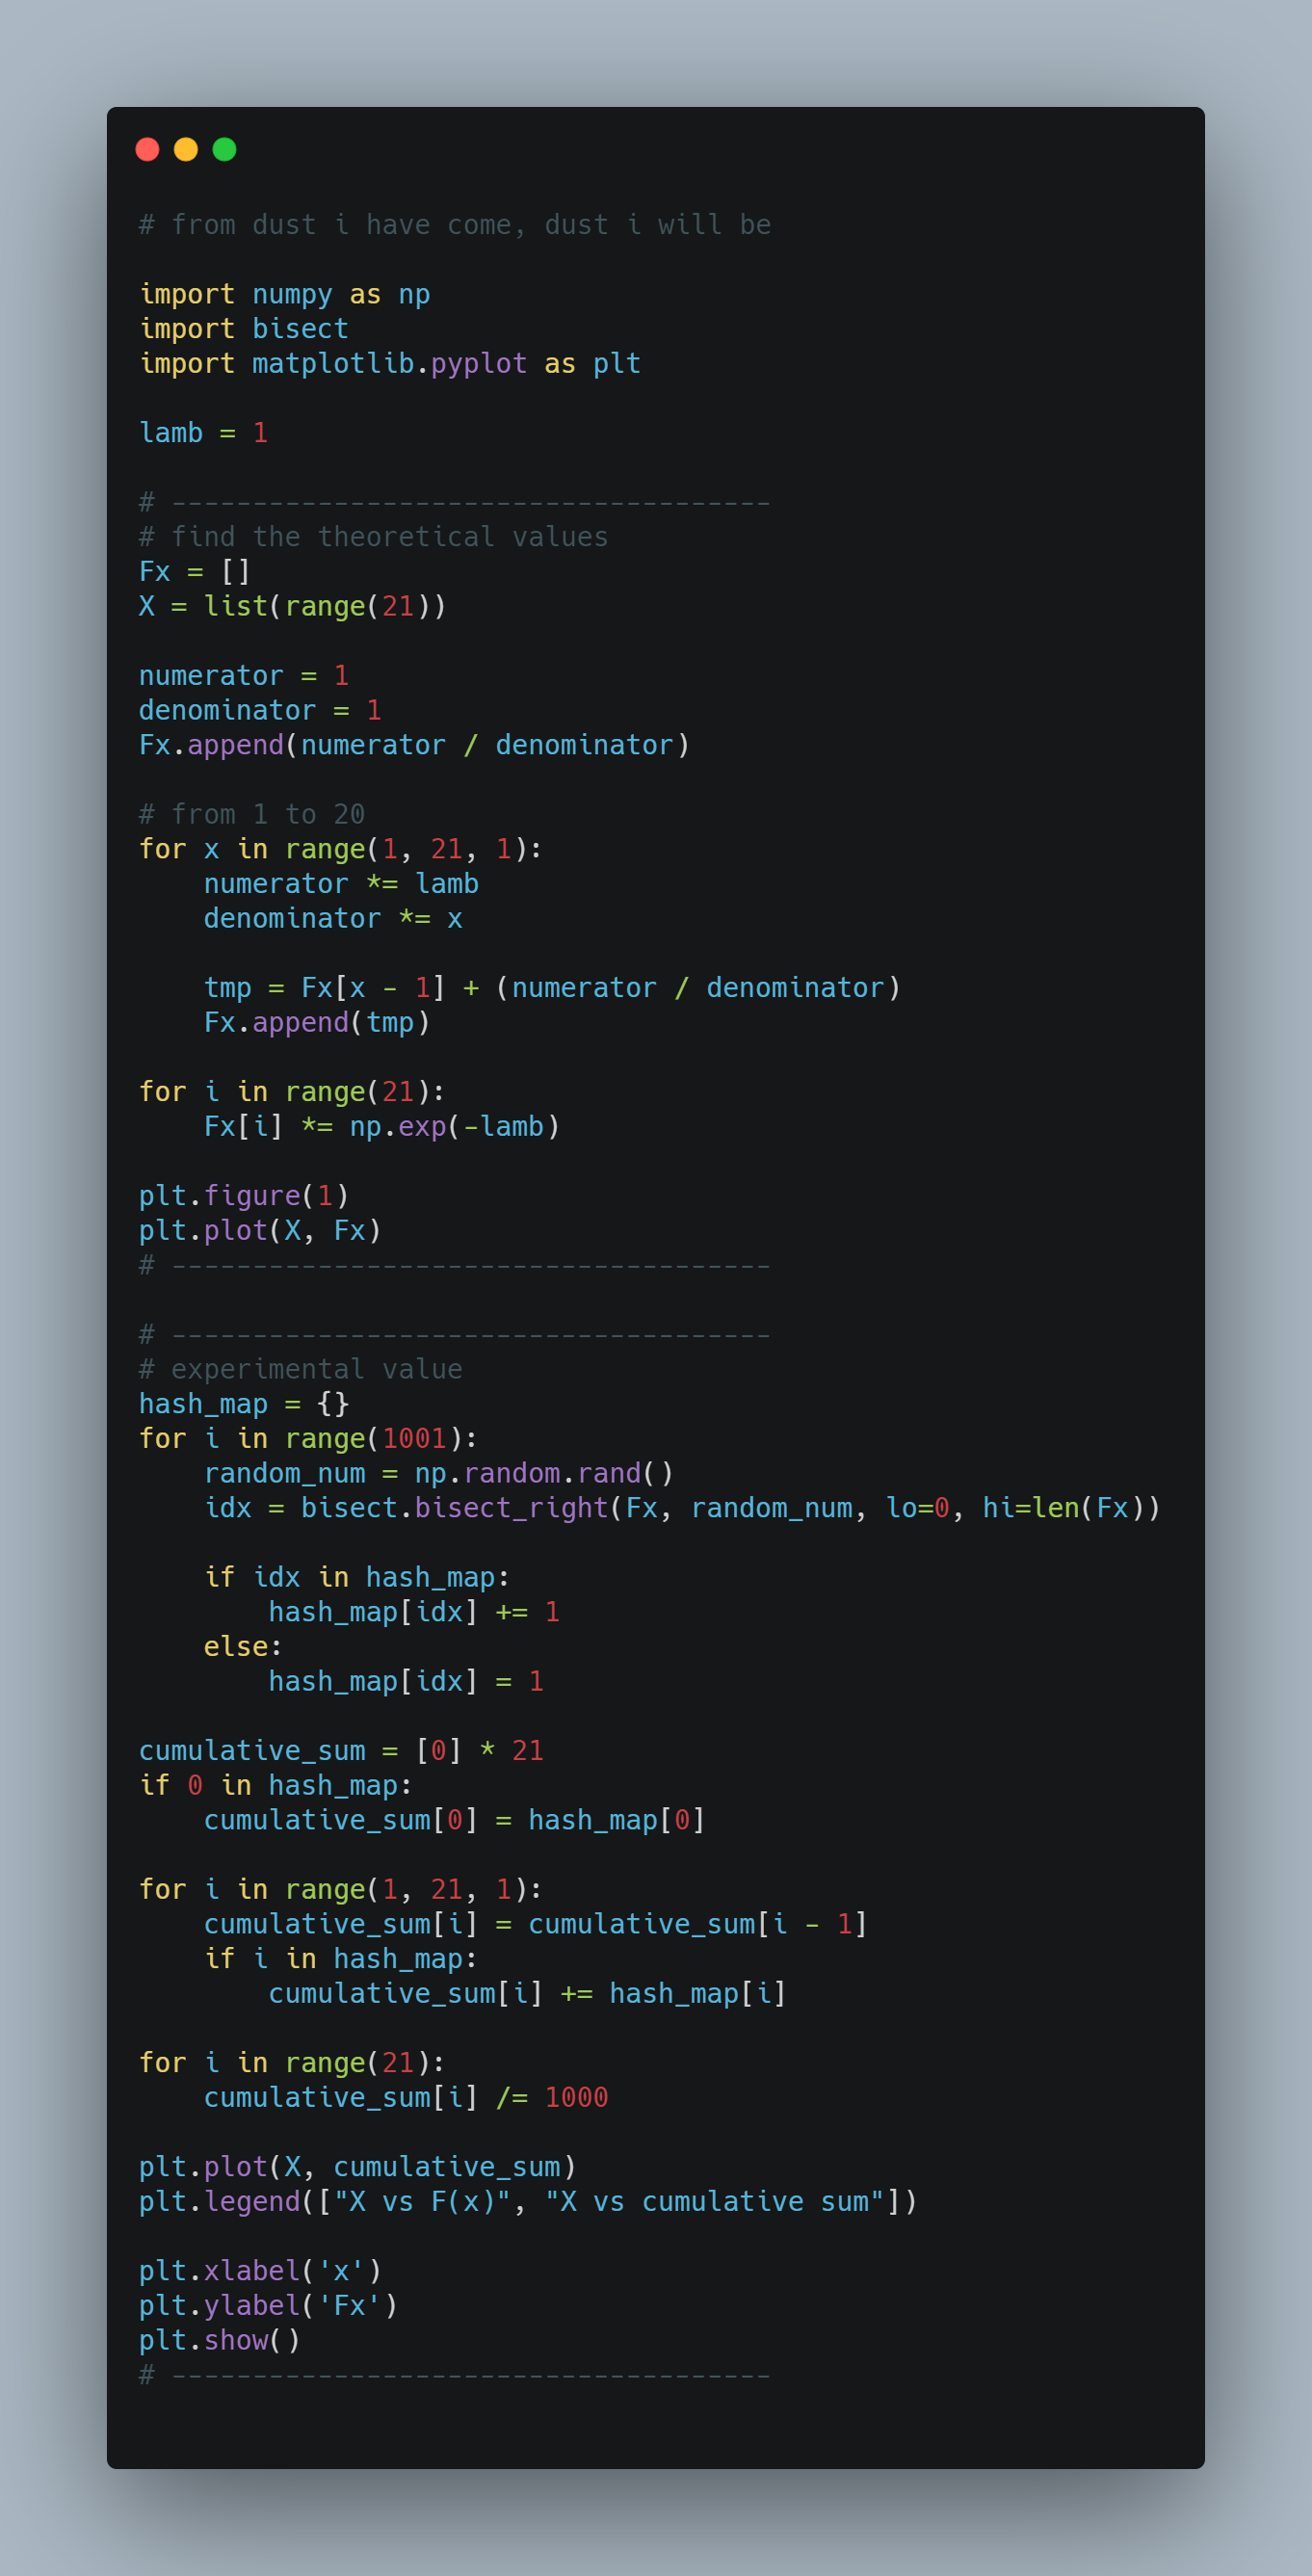 # from dust i have come, dust i will be

import numpy as np
import bisect
import matplotlib.pyplot as plt

lamb = 1

# -------------------------------------
# find the theoretical values
Fx = []
X = list(range(21))

numerator = 1
denominator = 1
Fx.append(numerator / denominator)

# from 1 to 20
for x in range(1, 21, 1):
    numerator *= lamb
    denominator *= x

    tmp = Fx[x - 1] + (numerator / denominator)
    Fx.append(tmp)

for i in range(21):
    Fx[i] *= np.exp(-lamb)

plt.figure(1)
plt.plot(X, Fx)
# -------------------------------------

# -------------------------------------
# experimental value
hash_map = {}
for i in range(1001):
    random_num = np.random.rand()
    idx = bisect.bisect_right(Fx, random_num, lo=0, hi=len(Fx))

    if idx in hash_map:
        hash_map[idx] += 1
    else:
        hash_map[idx] = 1

cumulative_sum = [0] * 21
if 0 in hash_map:
    cumulative_sum[0] = hash_map[0]

for i in range(1, 21, 1):
    cumulative_sum[i] = cumulative_sum[i - 1]
    if i in hash_map:
        cumulative_sum[i] += hash_map[i]

for i in range(21):
    cumulative_sum[i] /= 1000

plt.plot(X, cumulative_sum)
plt.legend(["X vs F(x)", "X vs cumulative sum"])

plt.xlabel('x')
plt.ylabel('Fx')
plt.show()
# -------------------------------------